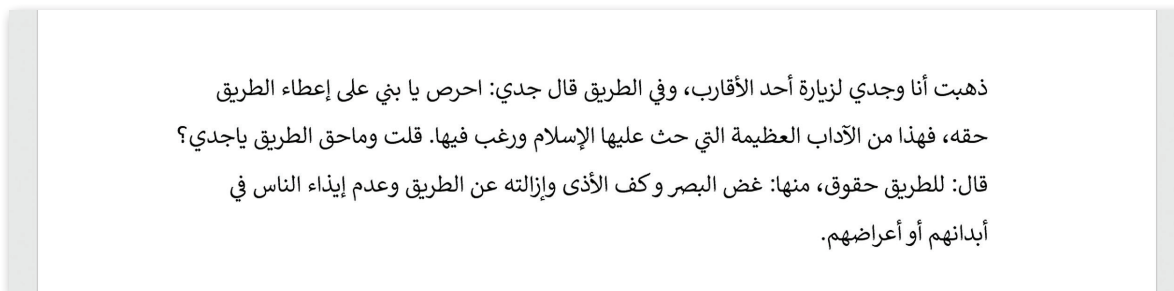 ذهبت أنا وجدي لزيارة أحد الأقارب، وفي الطريق قال جدي: احرص يا بني على إعطاء الطريق
حقه، فهذا من الآداب العظيمة التي حث عليها الإسلام ورغب فيها. قلت وماحق الطريق ياجدي؟
قال: للطريق حقوق، منها: غض البصر وكف الأذى وإزالته عن الطريق وعدم إيذاء الناس في
أبدانهم أو أعراضهم.